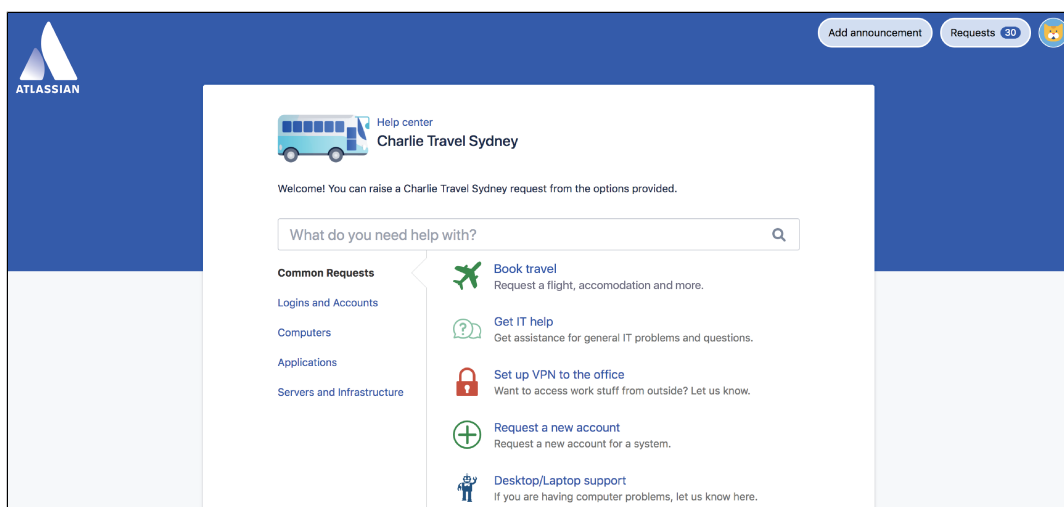 ATLASSIAN
Add announcement
Requests 30
Help center
Charlie Travel Sydney
Welcome! You can raise a Charlie Travel Sydney request from the options provided.
What do you need help with?
Common Requests
Logins and Accounts
Computers
Applications
Servers and Infrastructure
Book travel
Request a flight, accomodation and more.
Get IT help
Get assistance for general IT problems and questions.
Set up VPN to the office
Want to access work stuff from outside? Let us know.
Request a new account
Request a new account for a system.
Desktop/Laptop support
If you are having computer problems, let us know here.